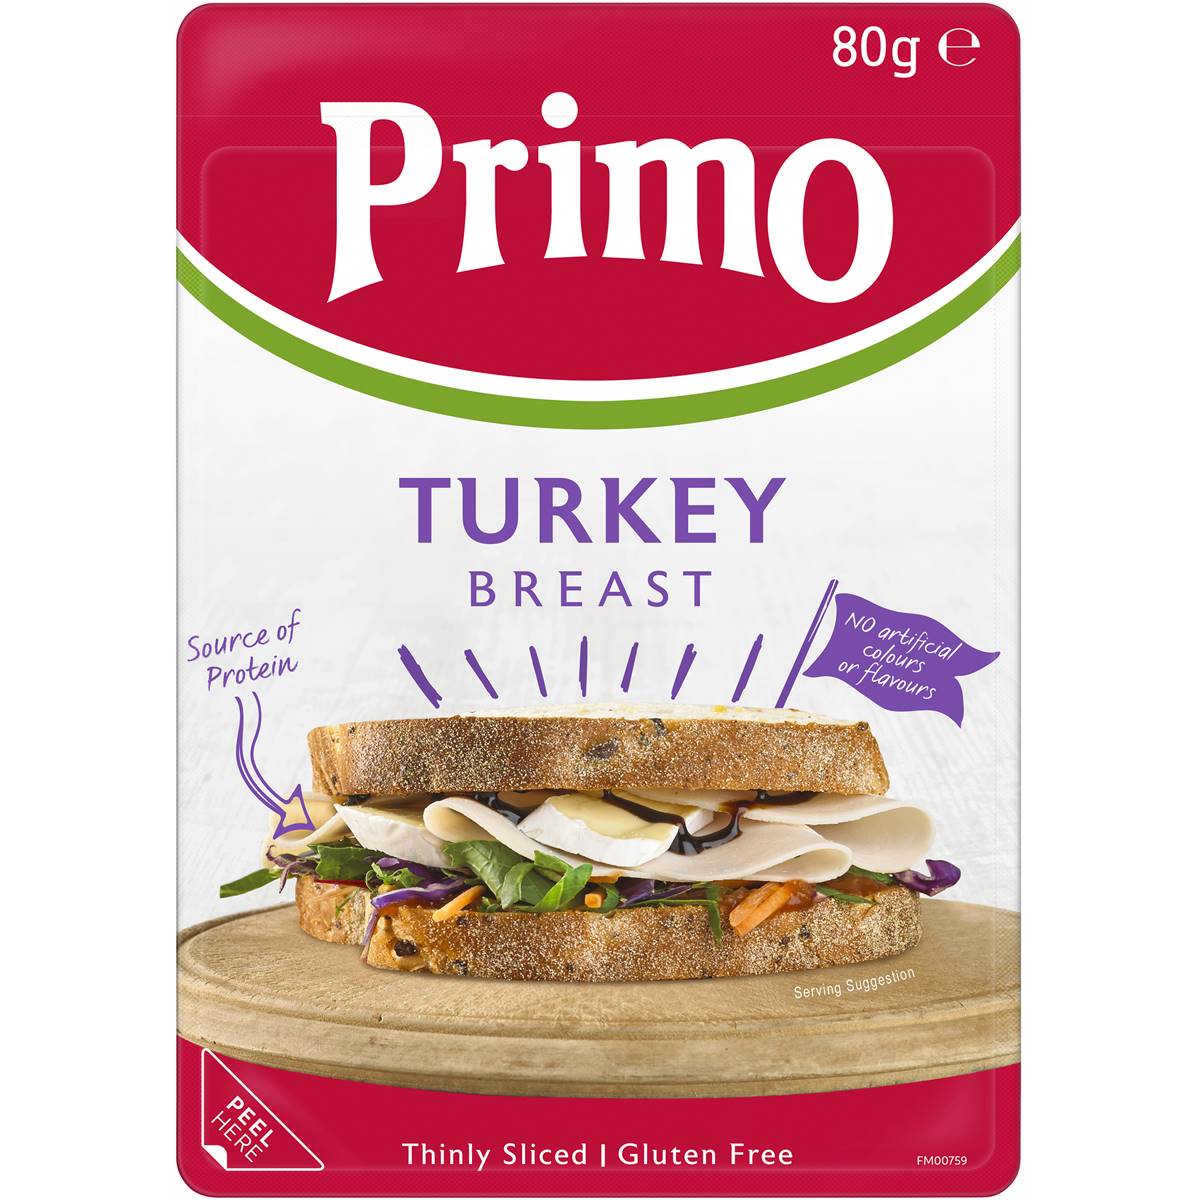 80g ℮
Primo
TURKEY
BREAST
Source of
Protein
NO artificial
colours
or flavours
Serving Suggestion
PEEL
HERE
Thinly Sliced | Gluten Free
FM00759